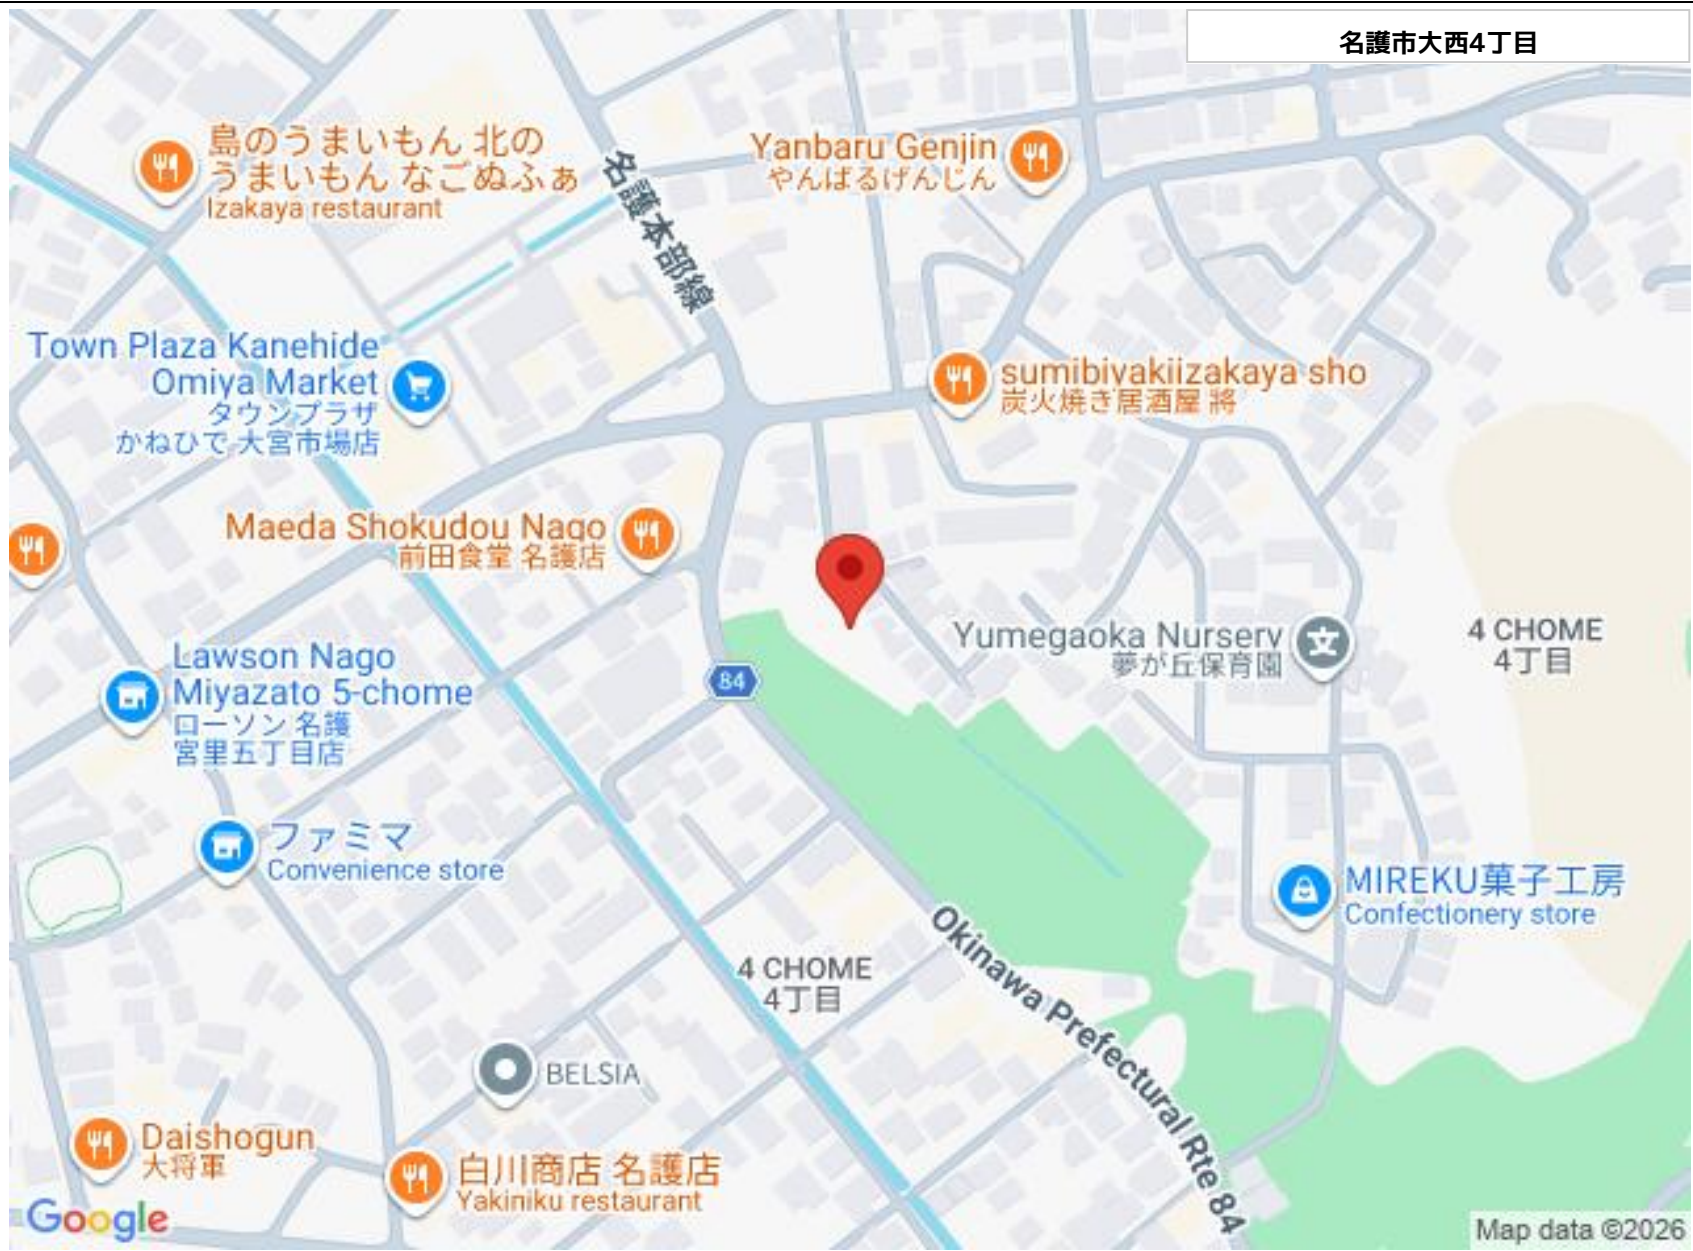 名護市大西4丁目
島のうまいもん 北の
うまいもん なごぬふぁ
Izakaya restaurant
名護本部線
Yanbaru Genjin
やんばるげんじん
Town Plaza Kanehide
Omiya Market
タウンプラザ
かねひで 大宮市場店
sumibiyakiizakaya sho
炭火焼き居酒屋 將
Maeda Shokudou Nago
前田食堂 名護店
Yumegaoka Nursery
夢が丘保育園
4 CHOME
4丁目
Lawson Nago
Miyazato 5-chome
ローソン 名護
宮里五丁目店
84
ファミマ
Convenience store
MIREKU菓子工房
Confectionery store
4 CHOME
4丁目
Okinawa Prefectural Rte 84
BELSIA
Daishogun
大将軍
白川商店 名護店
Yakiniku restaurant
Google
Map data ©2026